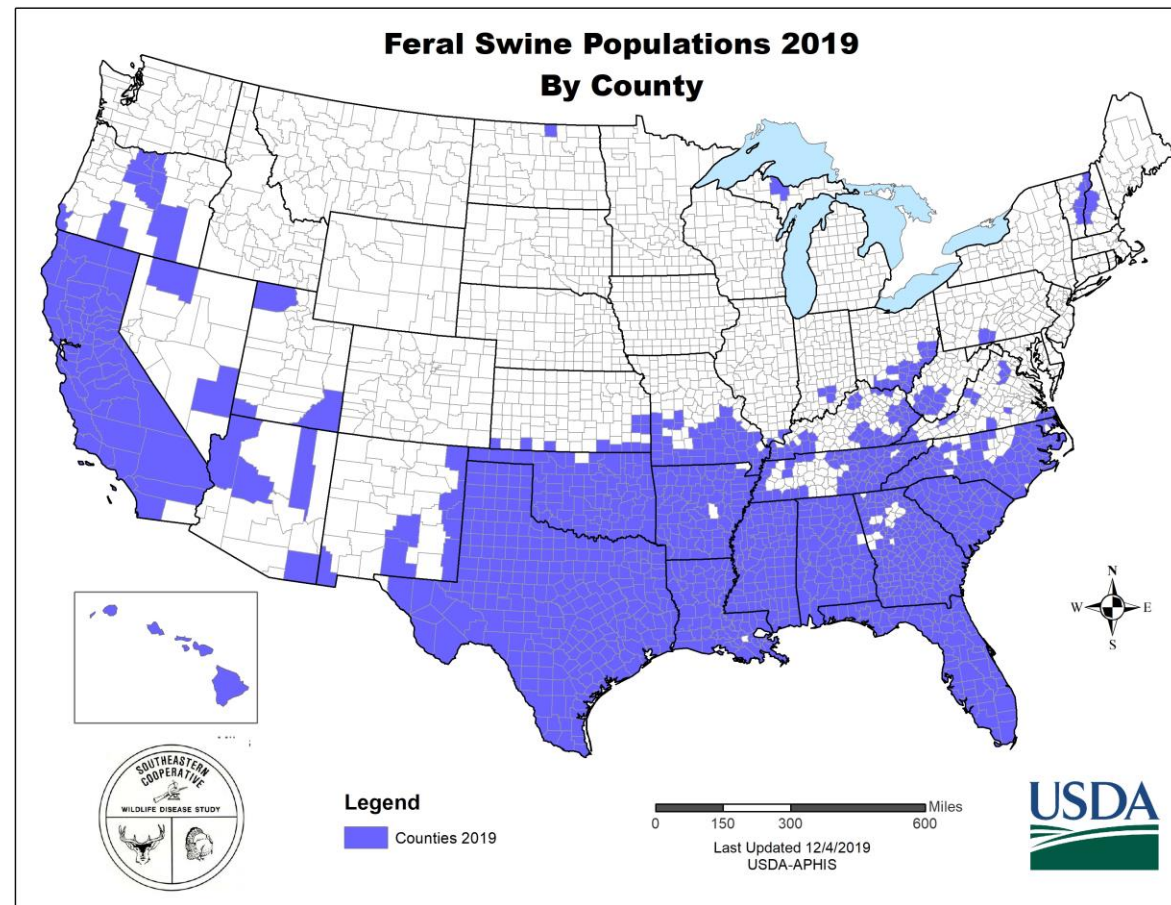 Feral Swine Populations 2019
By County
N
W E
S
SOUTHEASTERN
COOPERATIVE
WILDLIFE DISEASE STUDY
Legend
Counties 2019
Miles
0 150 300 600
Last Updated 12/4/2019
USDA-APHIS
USDA